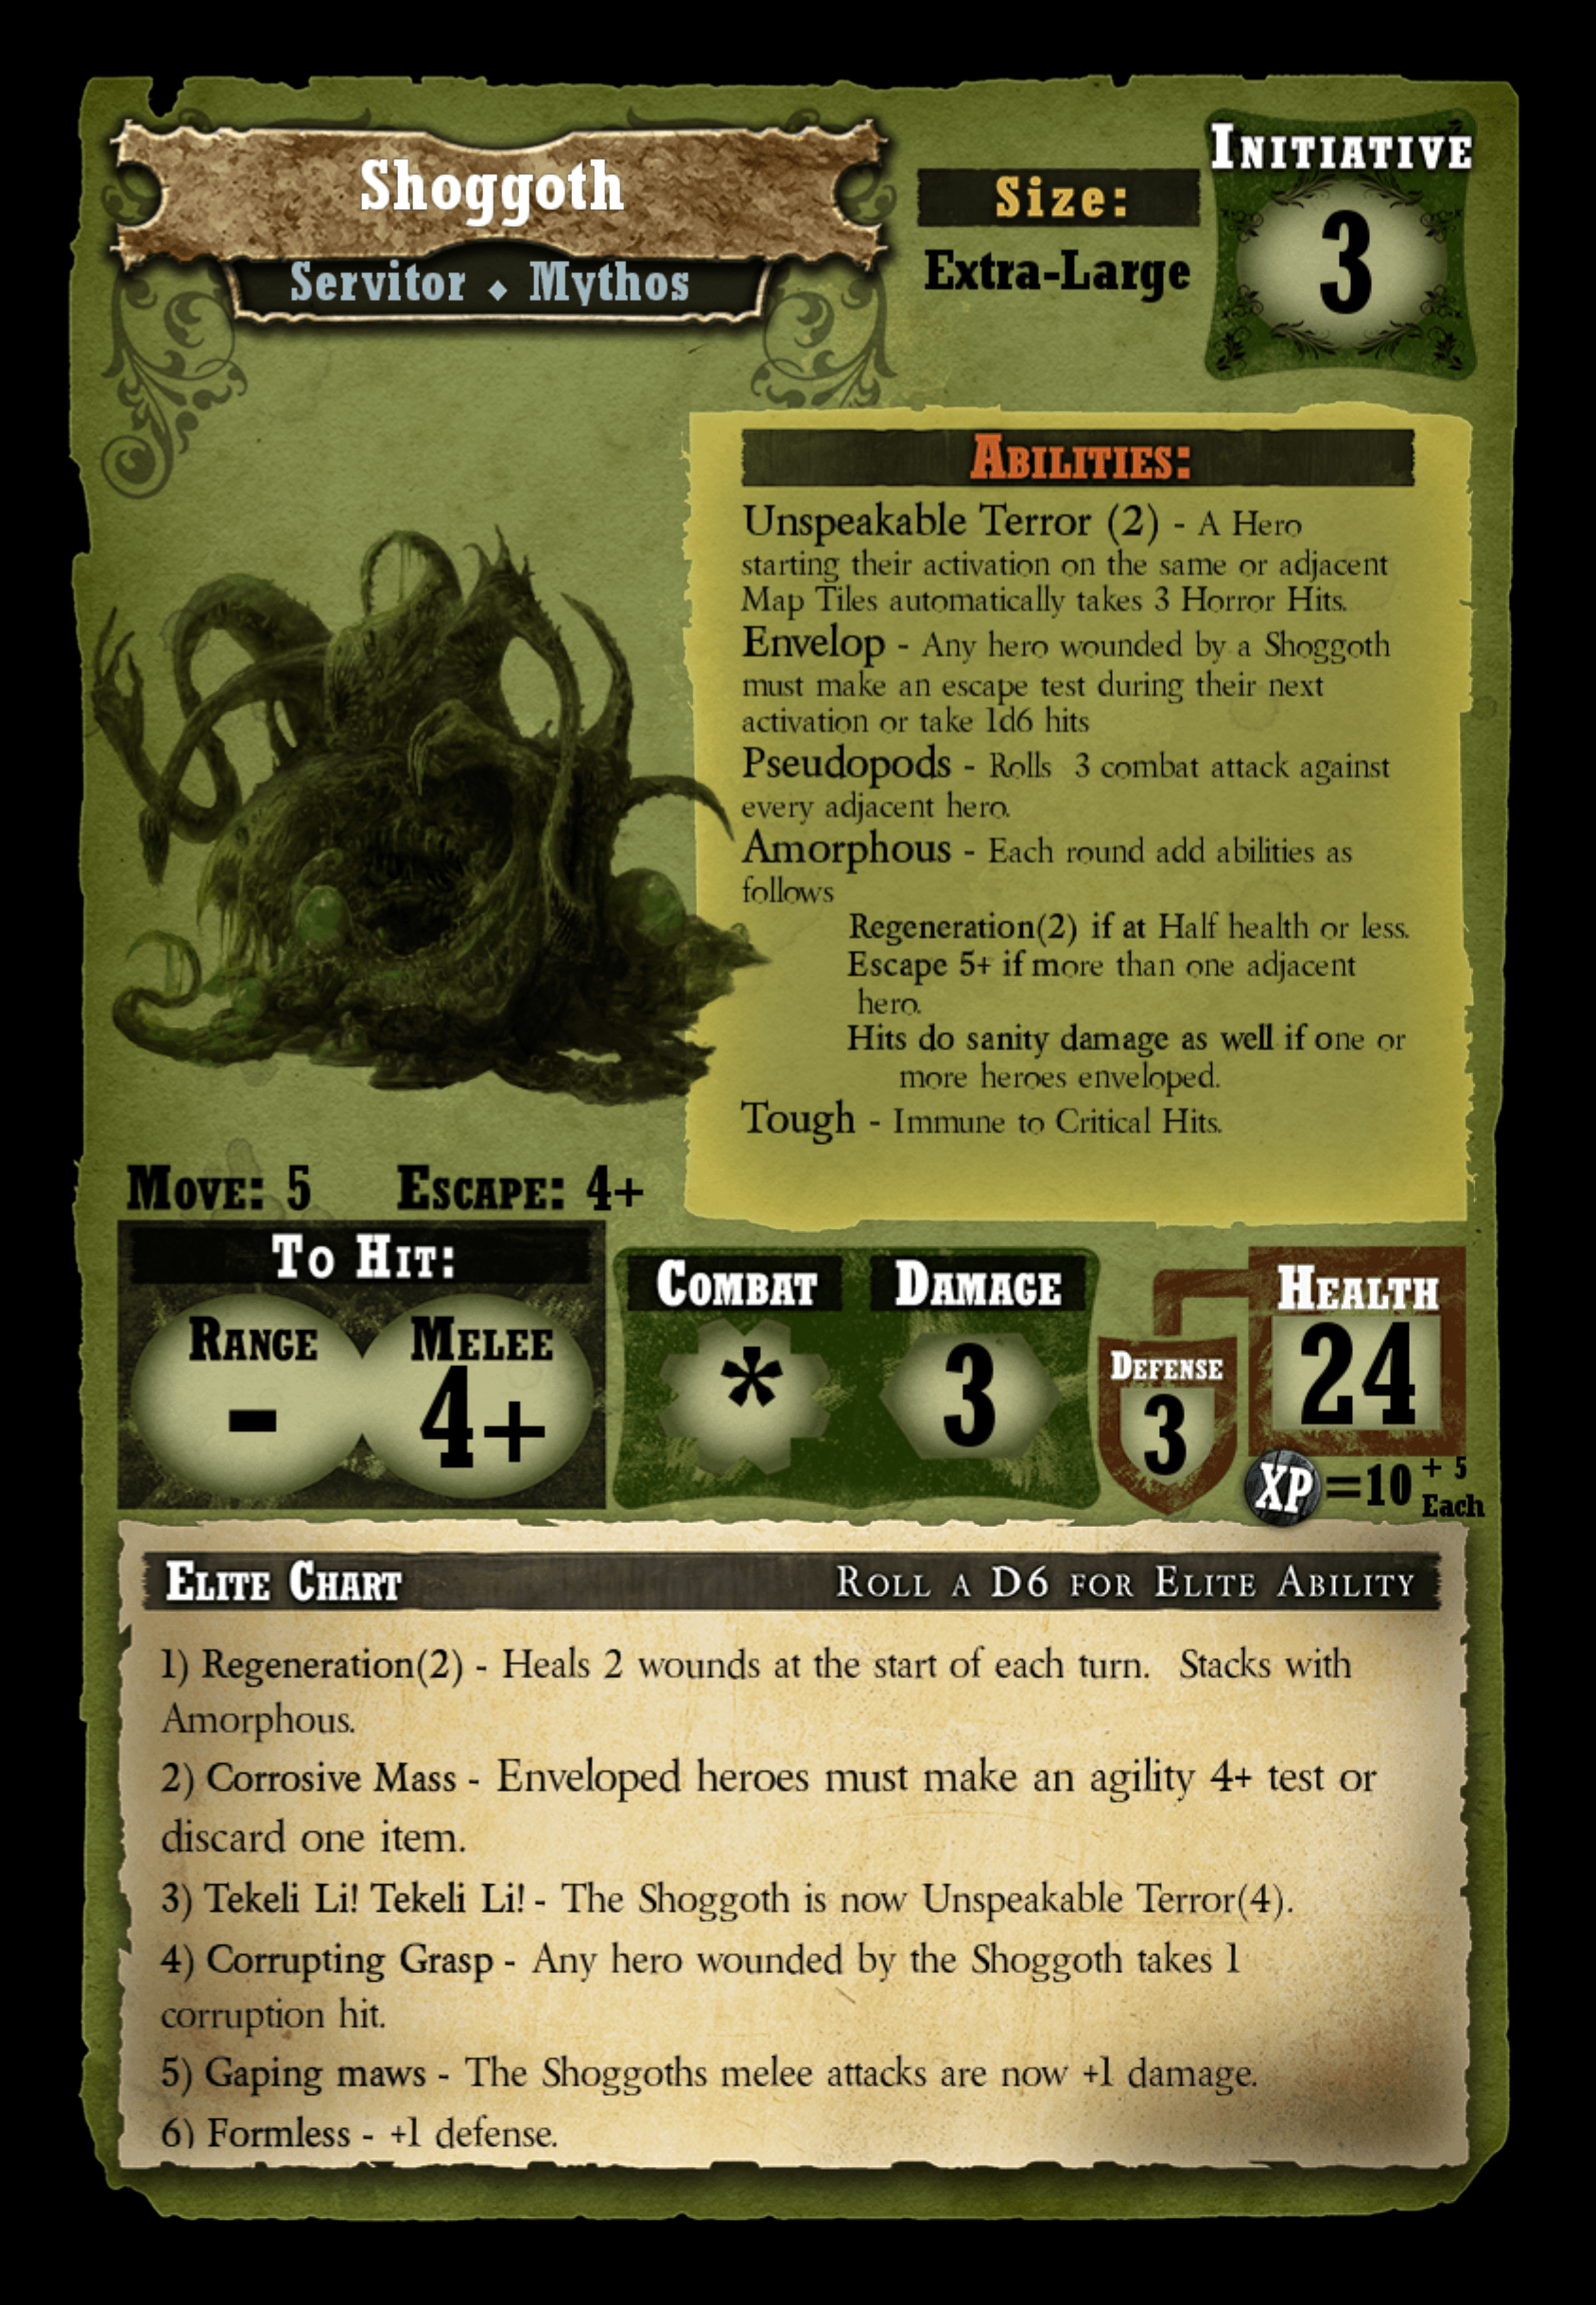 Shoggoth
Servitor ⬥ Mythos
Size:
Extra-Large
Initiative
3
Abilities:
Unspeakable Terror (2) - A Hero
starting their activation on the same or adjacent
Map Tiles automatically takes 3 Horror Hits.
Envelop - Any hero wounded by a Shoggoth
must make an escape test during their next
activation or take 1d6 hits
Pseudopods - Rolls 3 combat attack against
every adjacent hero.
Amorphous - Each round add abilities as
follows
Regeneration(2) if at Half health or less.
Escape 5+ if more than one adjacent
hero.
Hits do sanity damage as well if one or
more heroes enveloped.
Tough - Immune to Critical Hits.
Move: 5 Escape: 4+
To Hit:
Range
-
Melee
4+
Combat
*
Damage
3
Defense
3
Health
24
XP =10 + 5
Each
Elite Chart Roll a D6 for Elite Ability
1) Regeneration(2) - Heals 2 wounds at the start of each turn. Stacks with
Amorphous.
2) Corrosive Mass - Enveloped heroes must make an agility 4+ test or
discard one item.
3) Tekeli Li! Tekeli Li! - The Shoggoth is now Unspeakable Terror(4).
4) Corrupting Grasp - Any hero wounded by the Shoggoth takes 1
corruption hit.
5) Gaping maws - The Shoggoths melee attacks are now +1 damage.
6) Formless - +1 defense.